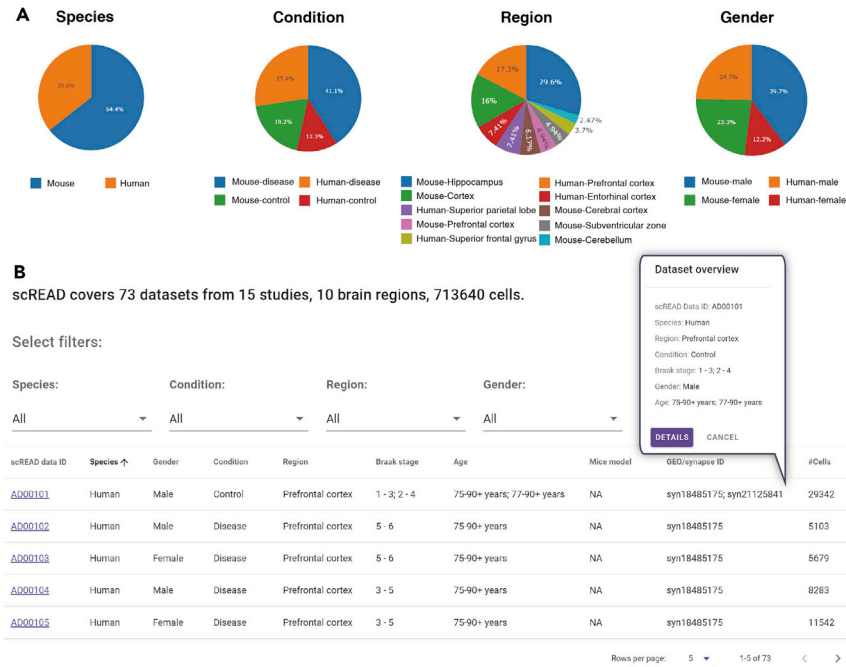 A
Species
Condition
Region
Gender
35.6%
64.4%
27.4%
41.1%
19.2%
12.3%
17.3%
29.6%
16%
2.47%
3.7%
4.94%
4.94%
6.17%
7.41%
7.41%
24.7%
39.7%
23.3%
12.3%
Mouse
Human
Mouse-disease
Human-disease
Mouse-control
Human-control
Mouse-Hippocampus
Human-Prefrontal cortex
Mouse-Cortex
Human-Entorhinal cortex
Human-Superior parietal lobe
Mouse-Cerebral cortex
Mouse-Prefrontal cortex
Mouse-Subventricular zone
Human-Superior frontal gyrus
Mouse-Cerebellum
Mouse-male
Human-male
Mouse-female
Human-female
B
scREAD covers 73 datasets from 15 studies, 10 brain regions, 713640 cells.
Select filters:
Species: Condition: Region: Gender:
All All All All
Dataset overview
scREAD Data ID: AD00101
Species: Human
Region: Prefrontal cortex
Condition: Control
Braak stage: 1 - 3; 2 - 4
Gender: Male
Age: 75-90+ years; 77-90+ years
DETAILS CANCEL
scREAD data ID Species Gender Condition Region Braak stage Age Mice model GEO/synapse ID #Cells
AD00101 Human Male Control Prefrontal cortex 1 - 3; 2 - 4 75-90+ years; 77-90+ years NA syn18485175; syn21125841 29342
AD00102 Human Male Disease Prefrontal cortex 5 - 6 75-90+ years NA syn18485175 5103
AD00103 Human Female Disease Prefrontal cortex 5 - 6 75-90+ years NA syn18485175 5679
AD00104 Human Male Disease Prefrontal cortex 3 - 5 75-90+ years NA syn18485175 8283
AD00105 Human Female Disease Prefrontal cortex 3 - 5 75-90+ years NA syn18485175 11542
Rows per page: 5 1-5 of 73